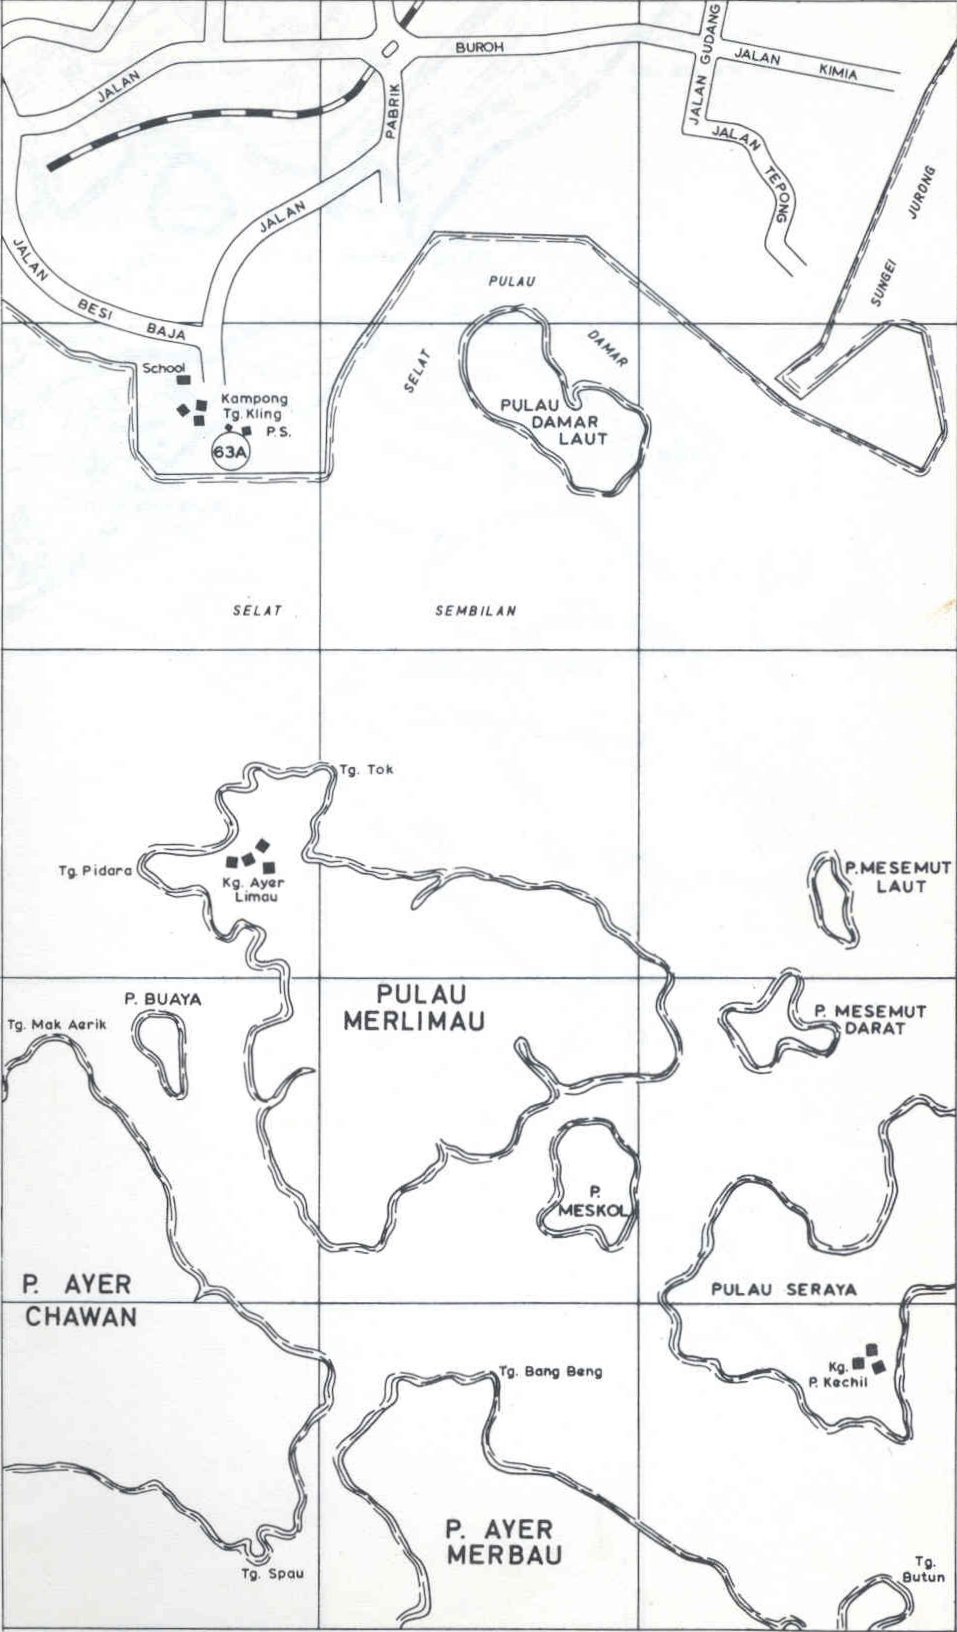 JALAN
BUROH
JALAN GUDANG
JALAN KIMIA
PABRIK
JALAN TEPONG
SUNGEI JURONG
JALAN
JALAN BESI BAJA
PULAU
SELAT
DAMAR
School
Kampong
Tg. Kling
P.S.
63A
PULAU
DAMAR
LAUT
SELAT SEMBILAN
Tg. Tok
Tg. Pidara
Kg. Ayer
Limau
P. MESEMUT
LAUT
P. BUAYA
PULAU
MERLIMAU
P. MESEMUT
DARAT
Tg. Mak Aerik
P.
MESKOL
P. AYER
CHAWAN
PULAU SERAYA
Kg.
P. Kechil
Tg. Bang Beng
P. AYER
MERBAU
Tg. Spau
Tg.
Butun